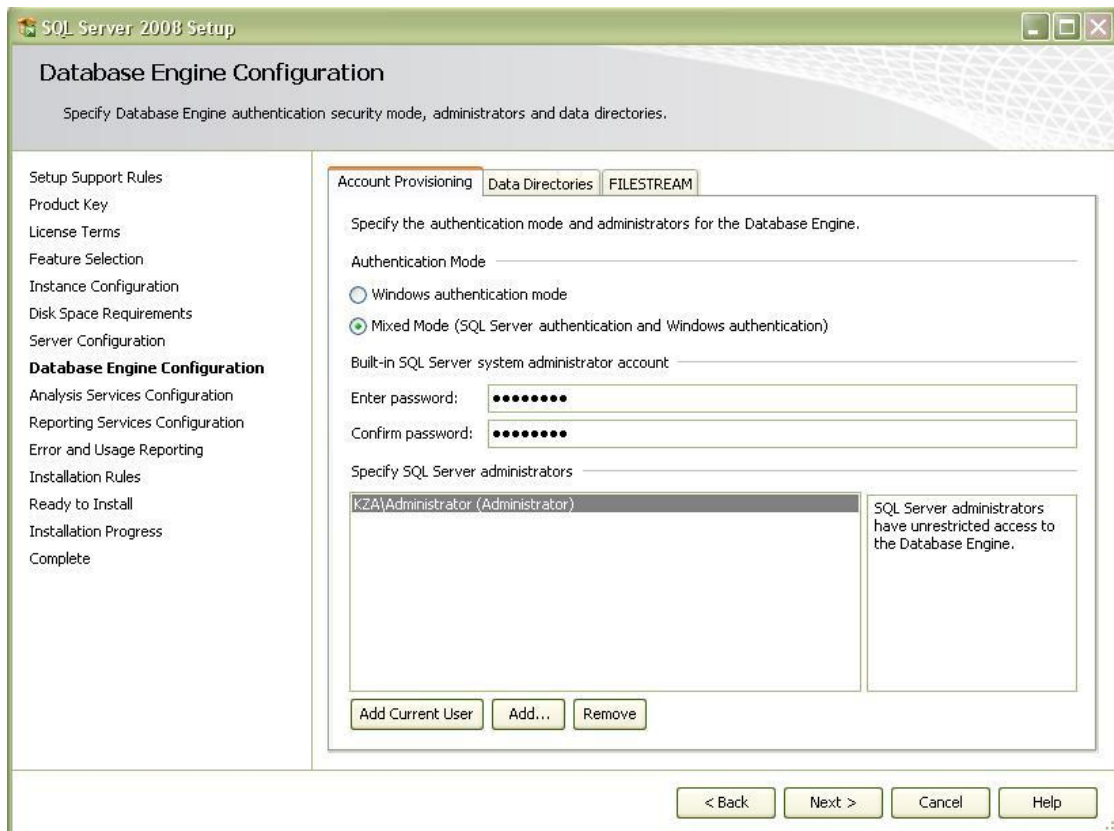 SQL Server 2008 Setup
Database Engine Configuration
Specify Database Engine authentication security mode, administrators and data directories.
Setup Support Rules
Product Key
License Terms
Feature Selection
Instance Configuration
Disk Space Requirements
Server Configuration
Database Engine Configuration
Analysis Services Configuration
Reporting Services Configuration
Error and Usage Reporting
Installation Rules
Ready to Install
Installation Progress
Complete
Account Provisioning
Data Directories
FILESTREAM
Specify the authentication mode and administrators for the Database Engine.
Authentication Mode
Windows authentication mode
Mixed Mode (SQL Server authentication and Windows authentication)
Built-in SQL Server system administrator account
Enter password: ●●●●●●●●
Confirm password: ●●●●●●●●
Specify SQL Server administrators
KZA\Administrator (Administrator)
SQL Server administrators
have unrestricted access to
the Database Engine.
Add Current User
Add...
Remove
< Back
Next >
Cancel
Help